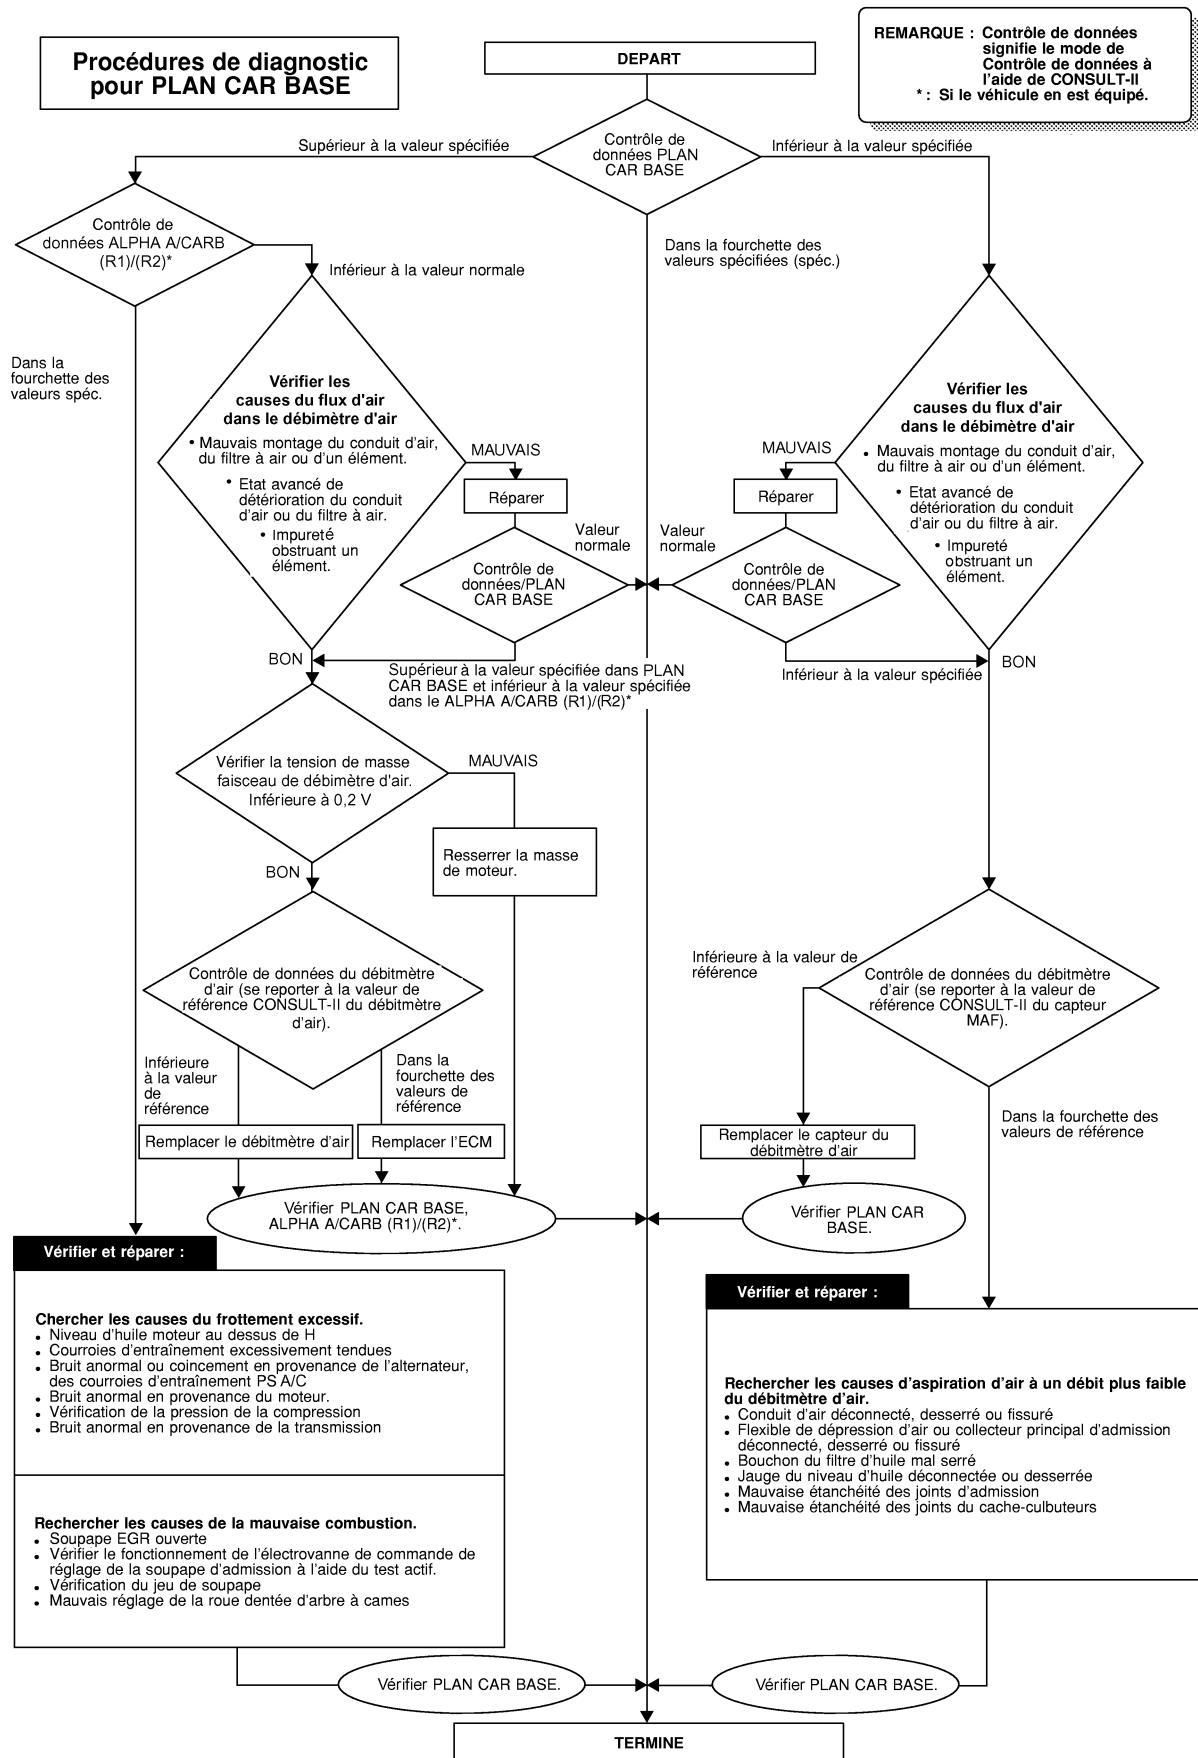 Procédures de diagnostic
pour PLAN CAR BASE
DEPART
REMARQUE : Contrôle de données
signifie le mode de
Contrôle de données à
l'aide de CONSULT-II
* : Si le véhicule en est équipé.
Supérieur à la valeur spécifiée
Contrôle de
données PLAN
CAR BASE
Inférieur à la valeur spécifiée
Contrôle de
données ALPHA A/CARB
(R1)/(R2)*
Inférieur à la valeur normale
Dans la fourchette des
valeurs spécifiées (spéc.)
Dans la
fourchette des
valeurs spéc.
Vérifier les
causes du flux d'air
dans le débimètre d'air
• Mauvais montage du conduit d'air,
du filtre à air ou d'un élément.
• Etat avancé de
détérioration du conduit
d'air ou du filtre à air.
• Impureté
obstruant un
élément.
MAUVAIS
Réparer
Valeur
normale
Contrôle de
données/PLAN
CAR BASE
MAUVAIS
Réparer
Valeur
normale
Contrôle de
données/PLAN
CAR BASE
Vérifier les
causes du flux d'air
dans le débimètre d'air
• Mauvais montage du conduit d'air,
du filtre à air ou d'un élément.
• Etat avancé de
détérioration du conduit
d'air ou du filtre à air.
• Impureté
obstruant un
élément.
BON
Supérieur à la valeur spécifiée dans PLAN
CAR BASE et inférieur à la valeur spécifiée
dans le ALPHA A/CARB (R1)/(R2)*
Inférieur à la valeur spécifiée
BON
Vérifier la tension de masse
faisceau de débimètre d'air.
Inférieure à 0,2 V
MAUVAIS
Resserrer la masse
de moteur.
BON
Contrôle de données du débitmètre
d'air (se reporter à la valeur de
référence CONSULT-II du débitmètre
d'air).
Inférieure à la valeur de
référence
Contrôle de données du débitmètre
d'air (se reporter à la valeur de
référence CONSULT-II du capteur
MAF).
Inférieure
à la valeur
de
référence
Dans la
fourchette des
valeurs de
référence
Dans la fourchette des
valeurs de référence
Remplacer le débitmètre d'air
Remplacer l'ECM
Remplacer le capteur du
débitmètre d'air
Vérifier PLAN CAR BASE,
ALPHA A/CARB (R1)/(R2)*.
Vérifier PLAN CAR
BASE.
Vérifier et réparer :
Chercher les causes du frottement excessif.
• Niveau d'huile moteur au dessus de H
• Courroies d'entraînement excessivement tendues
• Bruit anormal ou coincement en provenance de l'alternateur,
des courroies d'entraînement PS A/C
• Bruit anormal en provenance du moteur.
• Vérification de la pression de la compression
• Bruit anormal en provenance de la transmission
Rechercher les causes de la mauvaise combustion.
• Soupape EGR ouverte
• Vérifier le fonctionnement de l'électrovanne de commande de
réglage de la soupape d'admission à l'aide du test actif.
• Vérification du jeu de soupape
• Mauvais réglage de la roue dentée d'arbre à cames
Vérifier et réparer :
Rechercher les causes d'aspiration d'air à un débit plus faible
du débitmètre d'air.
• Conduit d'air déconnecté, desserré ou fissuré
• Flexible de dépression d'air ou collecteur principal d'admission
déconnecté, desserré ou fissuré
• Bouchon du filtre d'huile mal serré
• Jauge du niveau d'huile déconnectée ou desserrée
• Mauvaise étanchéité des joints d'admission
• Mauvaise étanchéité des joints du cache-culbuteurs
Vérifier PLAN CAR BASE.
Vérifier PLAN CAR BASE.
TERMINE